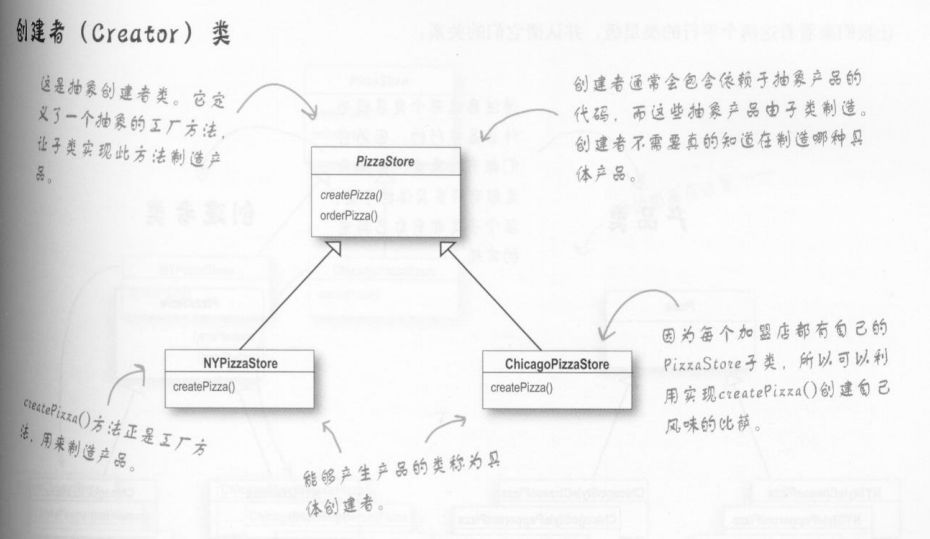 创建者（Creator）类
这是抽象创建者类。它定
义了一个抽象的工厂方法，
让子类实现此方法制造产
品。
创建者通常会包含依赖于抽象产品的
代码，而这些抽象产品由子类制造。
创建者不需要真的知道在制造哪种具
体产品。
PizzaStore
createPizza()
orderPizza()
NYPizzaStore
createPizza()
ChicagoPizzaStore
createPizza()
因为每个加盟店都有自己的
PizzaStore子类，所以可以利
用实现createPizza()创建自己
风味的比萨。
createPizza()方法正是工厂方
法，用来制造产品。
能够产生产品的类称为具
体创建者。